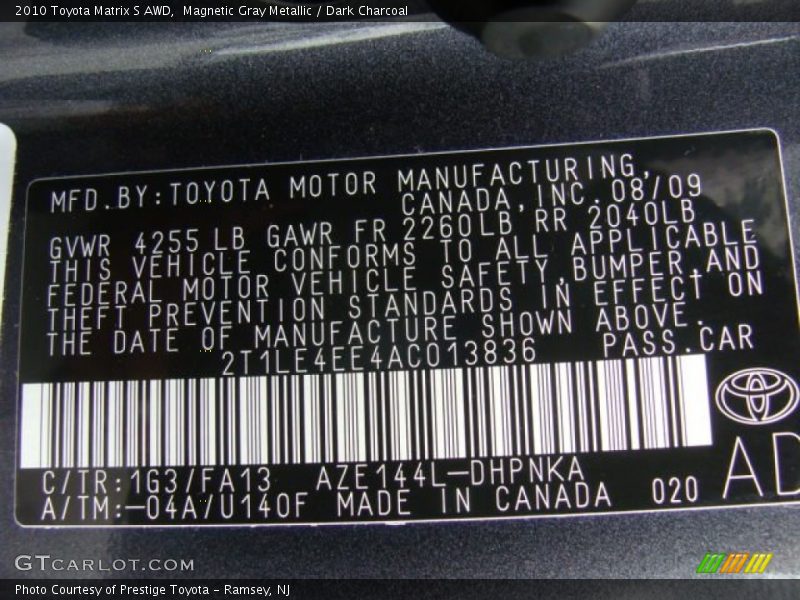 2010 Toyota Matrix S AWD, Magnetic Gray Metallic / Dark Charcoal
MFD.BY:TOYOTA MOTOR MANUFACTURING,
CANADA,INC.08/09
GVWR 4255LB GAWR FR 2260LB RR 2040LB
THIS VEHICLE CONFORMS TO ALL APPLICABLE
FEDERAL MOTOR VEHICLE SAFETY,BUMPER,AND
THEFT PREVENTION STANDARDS IN EFFECT ON
THE DATE OF MANUFACTURE SHOWN ABOVE.
2T1LE4EE4AC013836 PASS.CAR
C/TR:1G3/FA13 AZE144L-DHPNKA
A/TM:-04A/U140F MADE IN CANADA 020 AD
GTCARLOT.COM
Photo Courtesy of Prestige Toyota - Ramsey, NJ